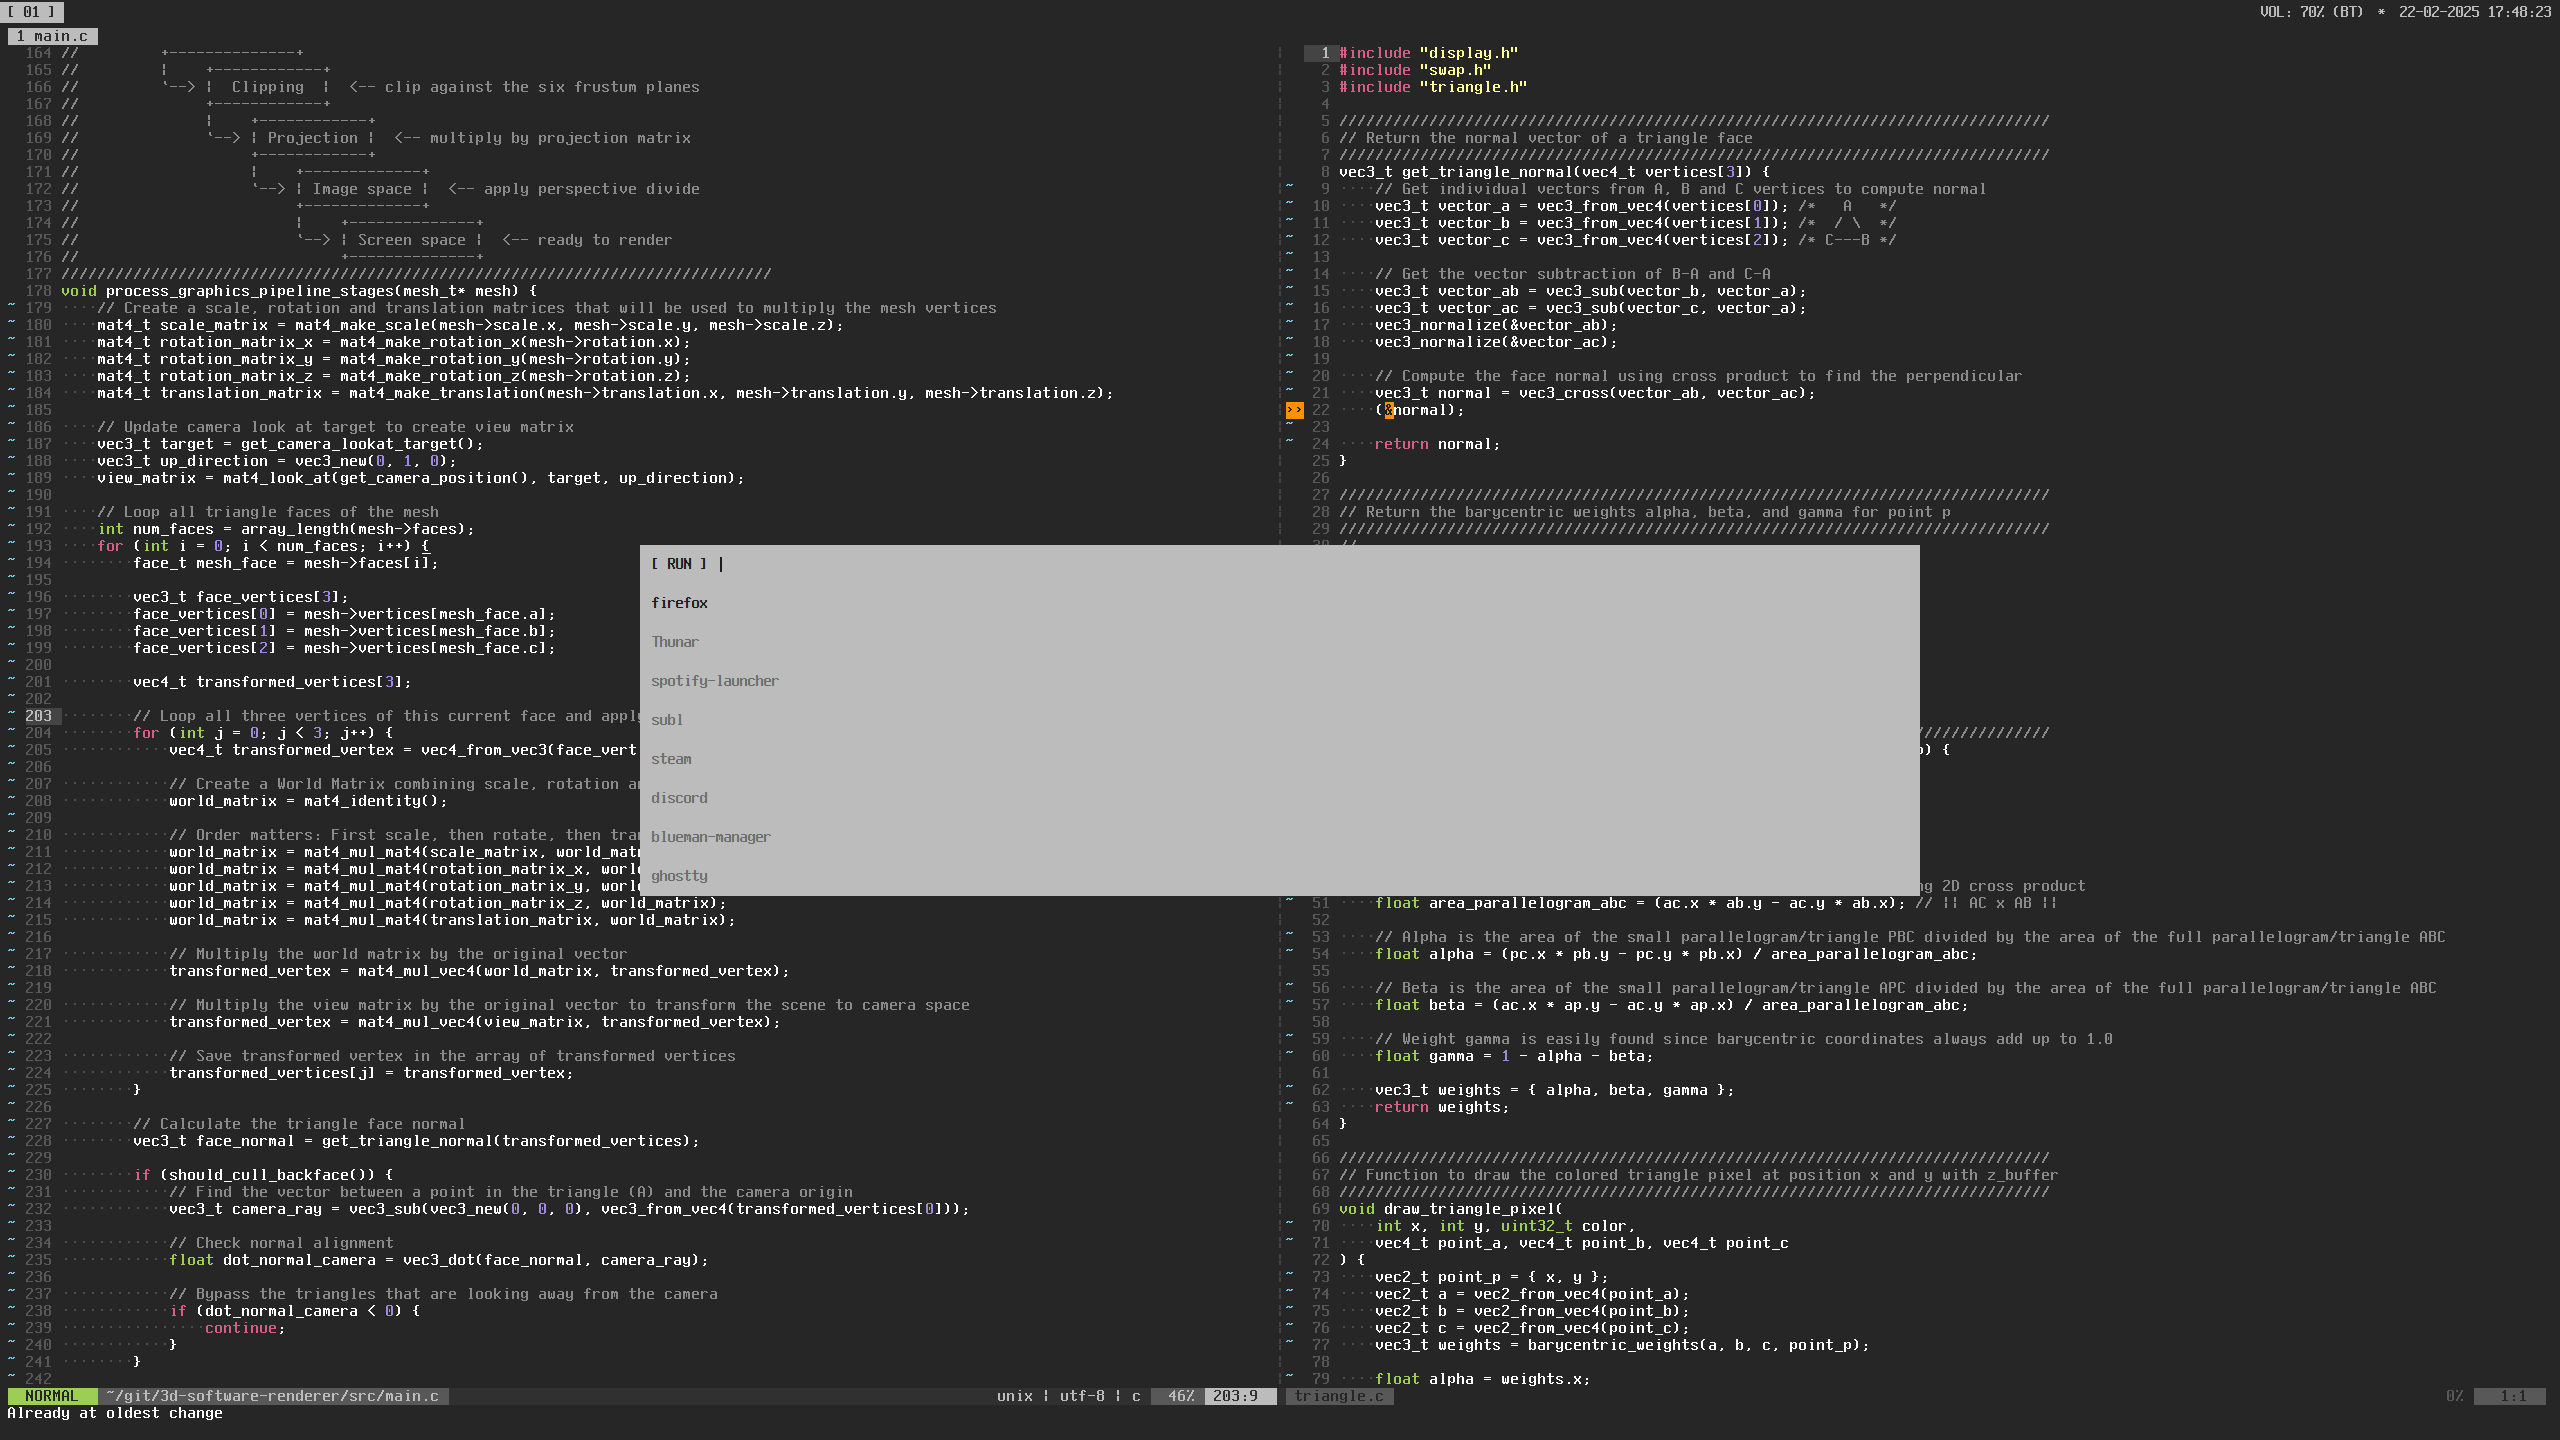 [ 01 ]
VOL: 70% (BT) * 22-02-2025 17:48:23
1 main.c
164 // +--------------+
165 // ¦ +------------+
166 // `--> ¦ Clipping ¦ <-- clip against the six frustum planes
167 // +------------+
168 // ¦ +------------+
169 // `--> ¦ Projection ¦ <-- multiply by projection matrix
170 // +------------+
171 // ¦ +-------------+
172 // `--> ¦ Image space ¦ <-- apply perspective divide
173 // +-------------+
174 // ¦ +--------------+
175 // `--> ¦ Screen space ¦ <-- ready to render
176 // +--------------+
177 ///////////////////////////////////////////////////////////////////////////////
178 void process_graphics_pipeline_stages(mesh_t* mesh) {
~ 179 ····// Create a scale, rotation and translation matrices that will be used to multiply the mesh vertices
~ 180 ····mat4_t scale_matrix = mat4_make_scale(mesh->scale.x, mesh->scale.y, mesh->scale.z);
~ 181 ····mat4_t rotation_matrix_x = mat4_make_rotation_x(mesh->rotation.x);
~ 182 ····mat4_t rotation_matrix_y = mat4_make_rotation_y(mesh->rotation.y);
~ 183 ····mat4_t rotation_matrix_z = mat4_make_rotation_z(mesh->rotation.z);
~ 184 ····mat4_t translation_matrix = mat4_make_translation(mesh->translation.x, mesh->translation.y, mesh->translation.z);
~ 185
~ 186 ····// Update camera look at target to create view matrix
~ 187 ····vec3_t target = get_camera_lookat_target();
~ 188 ····vec3_t up_direction = vec3_new(0, 1, 0);
~ 189 ····view_matrix = mat4_look_at(get_camera_position(), target, up_direction);
~ 190
~ 191 ····// Loop all triangle faces of the mesh
~ 192 ····int num_faces = array_length(mesh->faces);
~ 193 ····for (int i = 0; i < num_faces; i++) {
~ 194 ········face_t mesh_face = mesh->faces[i];
~ 195
~ 196 ········vec3_t face_vertices[3];
~ 197 ········face_vertices[0] = mesh->vertices[mesh_face.a];
~ 198 ········face_vertices[1] = mesh->vertices[mesh_face.b];
~ 199 ········face_vertices[2] = mesh->vertices[mesh_face.c];
~ 200
~ 201 ········vec4_t transformed_vertices[3];
~ 202
~ 203 ········// Loop all three vertices of this current face and apply
~ 204 ········for (int j = 0; j < 3; j++) {
~ 205 ············vec4_t transformed_vertex = vec4_from_vec3(face_vert
~ 206
~ 207 ············// Create a World Matrix combining scale, rotation a
~ 208 ············world_matrix = mat4_identity();
~ 209
~ 210 ············// Order matters: First scale, then rotate, then tra
~ 211 ············world_matrix = mat4_mul_mat4(scale_matrix, world_mat
~ 212 ············world_matrix = mat4_mul_mat4(rotation_matrix_x, worl
~ 213 ············world_matrix = mat4_mul_mat4(rotation_matrix_y, worl
~ 214 ············world_matrix = mat4_mul_mat4(rotation_matrix_z, world_matrix);
~ 215 ············world_matrix = mat4_mul_mat4(translation_matrix, world_matrix);
~ 216
~ 217 ············// Multiply the world matrix by the original vector
~ 218 ············transformed_vertex = mat4_mul_vec4(world_matrix, transformed_vertex);
~ 219
~ 220 ············// Multiply the view matrix by the original vector to transform the scene to camera space
~ 221 ············transformed_vertex = mat4_mul_vec4(view_matrix, transformed_vertex);
~ 222
~ 223 ············// Save transformed vertex in the array of transformed vertices
~ 224 ············transformed_vertices[j] = transformed_vertex;
~ 225 ········}
~ 226
~ 227 ········// Calculate the triangle face normal
~ 228 ········vec3_t face_normal = get_triangle_normal(transformed_vertices);
~ 229
~ 230 ········if (should_cull_backface()) {
~ 231 ············// Find the vector between a point in the triangle (A) and the camera origin
~ 232 ············vec3_t camera_ray = vec3_sub(vec3_new(0, 0, 0), vec3_from_vec4(transformed_vertices[0]));
~ 233
~ 234 ············// Check normal alignment
~ 235 ············float dot_normal_camera = vec3_dot(face_normal, camera_ray);
~ 236
~ 237 ············// Bypass the triangles that are looking away from the camera
~ 238 ············if (dot_normal_camera < 0) {
~ 239 ················continue;
~ 240 ············}
~ 241 ········}
~ 242
NORMAL ~/git/3d-software-renderer/src/main.c unix ¦ utf-8 ¦ c 46% 203:9
Already at oldest change
1 #include "display.h"
2 #include "swap.h"
3 #include "triangle.h"
4
5 ///////////////////////////////////////////////////////////////////////////////
6 // Return the normal vector of a triangle face
7 ///////////////////////////////////////////////////////////////////////////////
8 vec3_t get_triangle_normal(vec4_t vertices[3]) {
~ 9 ····// Get individual vectors from A, B and C vertices to compute normal
~ 10 ····vec3_t vector_a = vec3_from_vec4(vertices[0]); /*   A   */
~ 11 ····vec3_t vector_b = vec3_from_vec4(vertices[1]); /*  / \  */
~ 12 ····vec3_t vector_c = vec3_from_vec4(vertices[2]); /* C---B */
~ 13
~ 14 ····// Get the vector subtraction of B-A and C-A
~ 15 ····vec3_t vector_ab = vec3_sub(vector_b, vector_a);
~ 16 ····vec3_t vector_ac = vec3_sub(vector_c, vector_a);
~ 17 ····vec3_normalize(&vector_ab);
~ 18 ····vec3_normalize(&vector_ac);
~ 19
~ 20 ····// Compute the face normal using cross product to find the perpendicular
~ 21 ····vec3_t normal = vec3_cross(vector_ab, vector_ac);
>> 22 ····(&normal);
~ 23
~ 24 ····return normal;
25 }
26
27 ///////////////////////////////////////////////////////////////////////////////
28 // Return the barycentric weights alpha, beta, and gamma for point p
29 ///////////////////////////////////////////////////////////////////////////////
[ RUN ] |
firefox
Thunar
spotify-launcher
subl
steam
discord
blueman-manager
ghostty
//////////////
) {
ng 2D cross product
~ 51 ····float area_parallelogram_abc = (ac.x * ab.y - ac.y * ab.x); // ¦¦ AC x AB ¦¦
~ 52
~ 53 ····// Alpha is the area of the small parallelogram/triangle PBC divided by the area of the full parallelogram/triangle ABC
~ 54 ····float alpha = (pc.x * pb.y - pc.y * pb.x) / area_parallelogram_abc;
~ 55
~ 56 ····// Beta is the area of the small parallelogram/triangle APC divided by the area of the full parallelogram/triangle ABC
~ 57 ····float beta = (ac.x * ap.y - ac.y * ap.x) / area_parallelogram_abc;
~ 58
~ 59 ····// Weight gamma is easily found since barycentric coordinates always add up to 1.0
~ 60 ····float gamma = 1 - alpha - beta;
~ 61
~ 62 ····vec3_t weights = { alpha, beta, gamma };
~ 63 ····return weights;
64 }
65
66 ///////////////////////////////////////////////////////////////////////////////
67 // Function to draw the colored triangle pixel at position x and y with z_buffer
68 ///////////////////////////////////////////////////////////////////////////////
69 void draw_triangle_pixel(
~ 70 ····int x, int y, uint32_t color,
~ 71 ····vec4_t point_a, vec4_t point_b, vec4_t point_c
72 ) {
~ 73 ····vec2_t point_p = { x, y };
~ 74 ····vec2_t a = vec2_from_vec4(point_a);
~ 75 ····vec2_t b = vec2_from_vec4(point_b);
~ 76 ····vec2_t c = vec2_from_vec4(point_c);
~ 77 ····vec3_t weights = barycentric_weights(a, b, c, point_p);
~ 78
~ 79 ····float alpha = weights.x;
triangle.c 0% 1:1